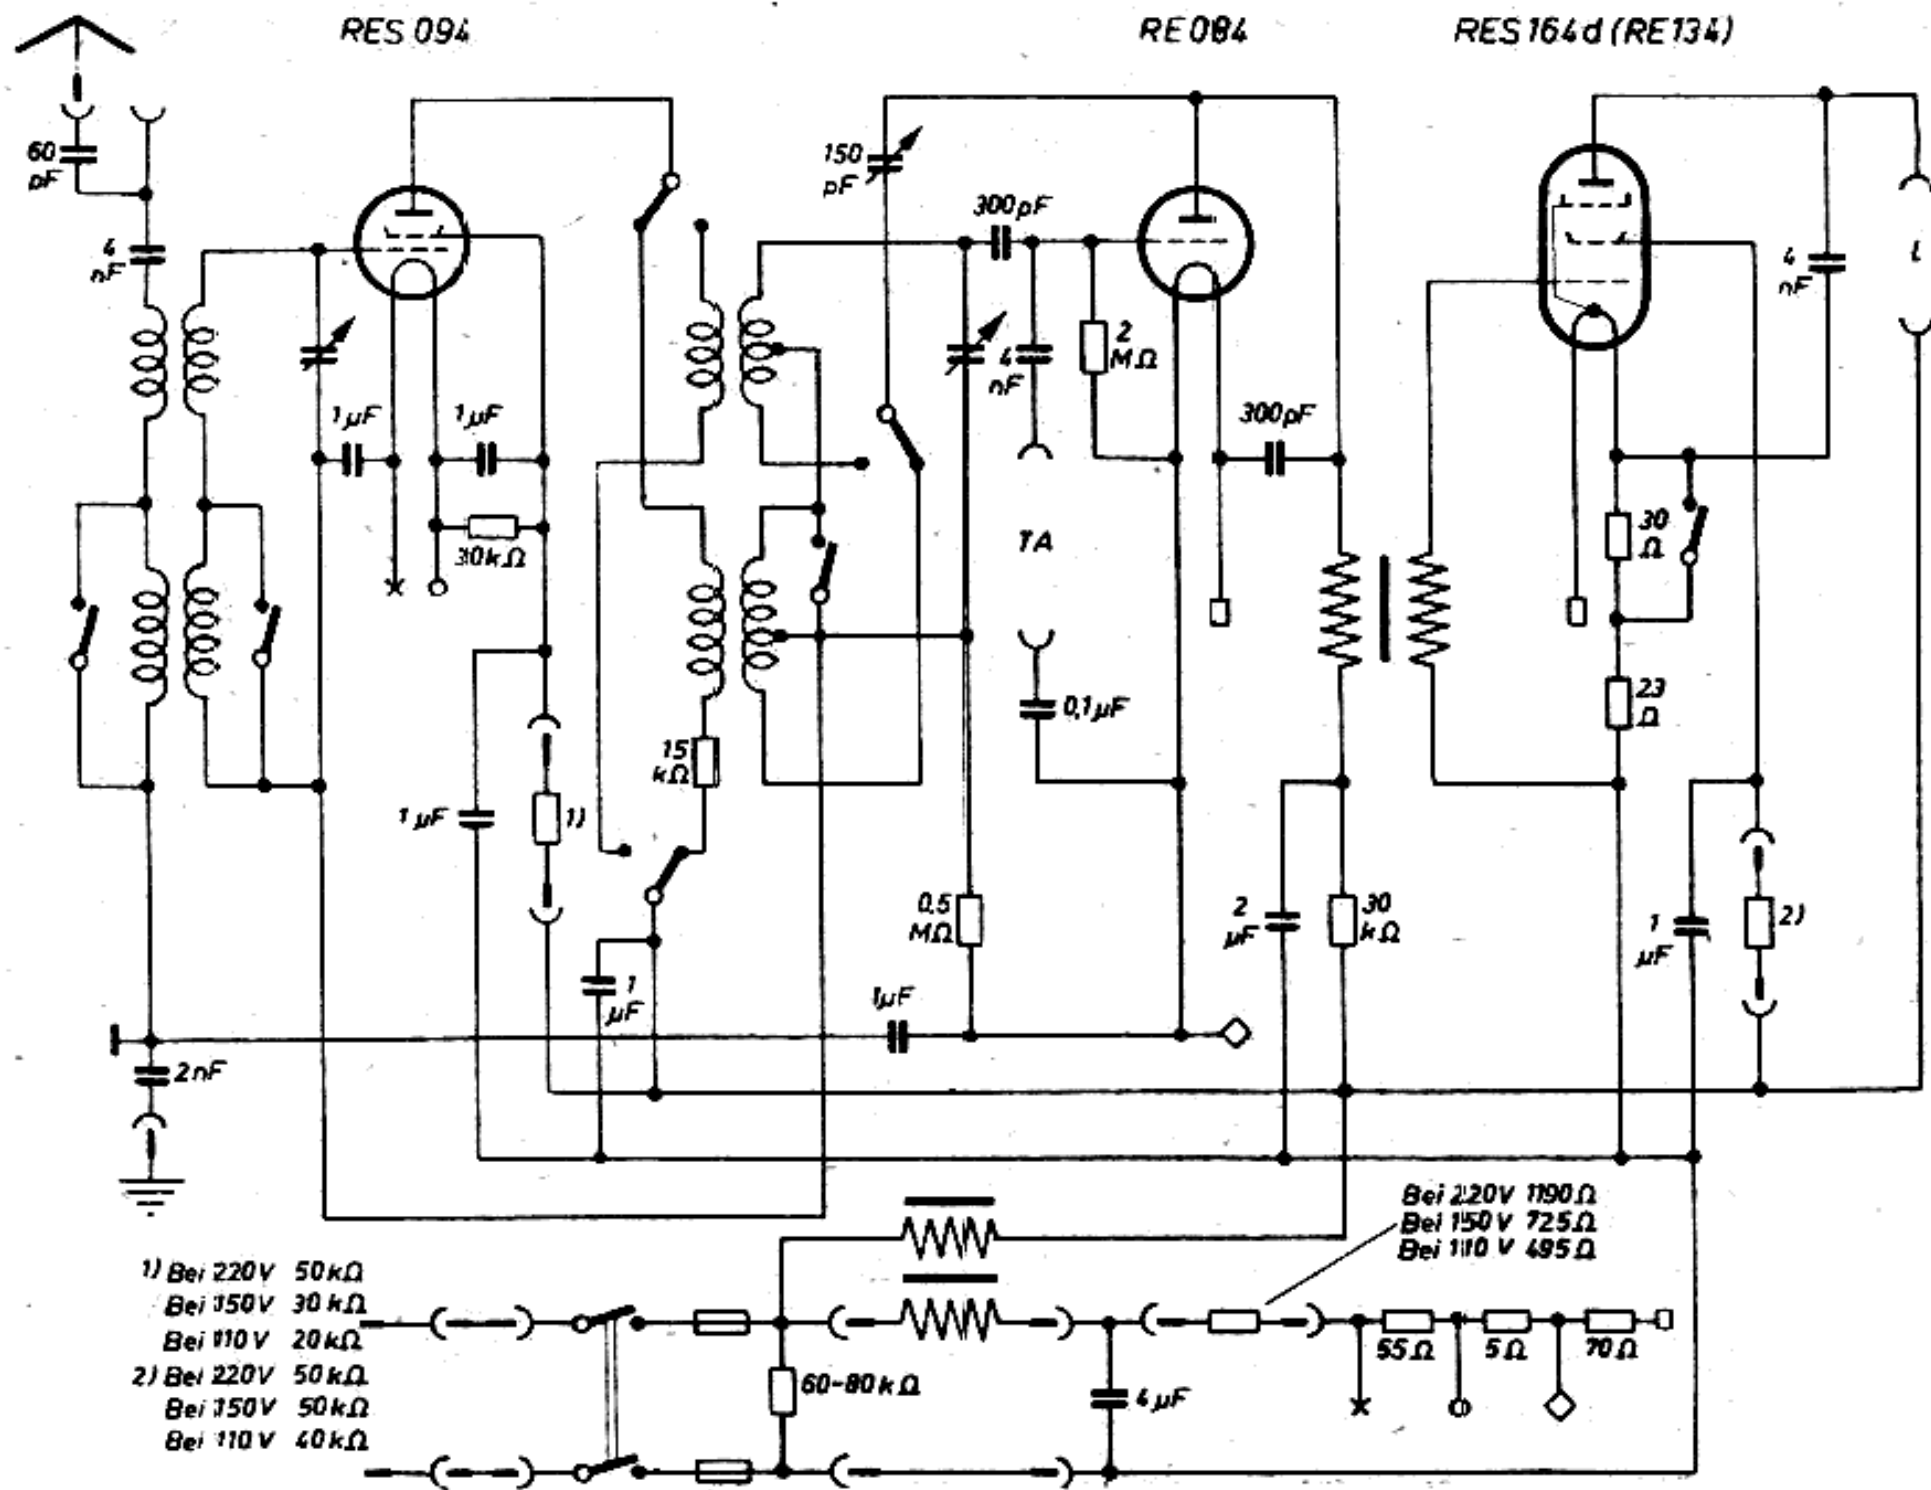 RES 094
RE 084
RES 164d (RE 134)
60
pF
4
nF
150
pF
300pF
4
nF
1µF
1µF
4
nF
2
MΩ
300pF
30kΩ
TA
30
Ω
23
Ω
15
kΩ
0,1µF
1µF
1)
0,5
MΩ
2
µF
30
kΩ
1
µF
2)
1
µF
1µF
2nF
L
Bei 220V 1190Ω
Bei 150V 725Ω
Bei 110V 495Ω
1) Bei 220V 50kΩ
Bei 150V 30kΩ
Bei 110V 20kΩ
2) Bei 220V 50kΩ
Bei 150V 50kΩ
Bei 110V 40kΩ
60-80kΩ
4µF
55Ω
5Ω
70Ω